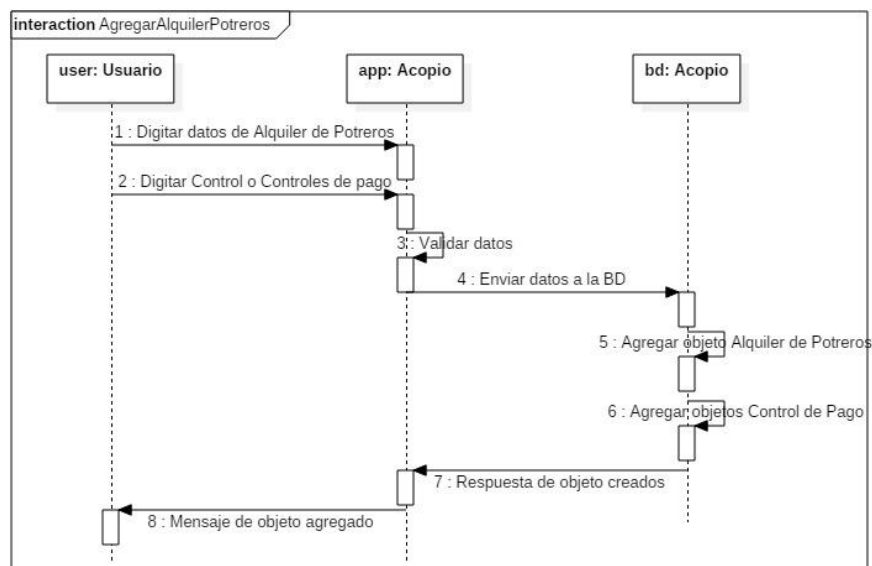 interaction AgregarAlquilerPotreros
user: Usuario
app: Acopio
bd: Acopio
1 : Digitar datos de Alquiler de Potreros
2 : Digitar Control o Controles de pago
3 : Validar datos
4 : Enviar datos a la BD
5 : Agregar objeto Alquiler de Potreros
6 : Agregar objetos Control de Pago
7 : Respuesta de objeto creados
8 : Mensaje de objeto agregado